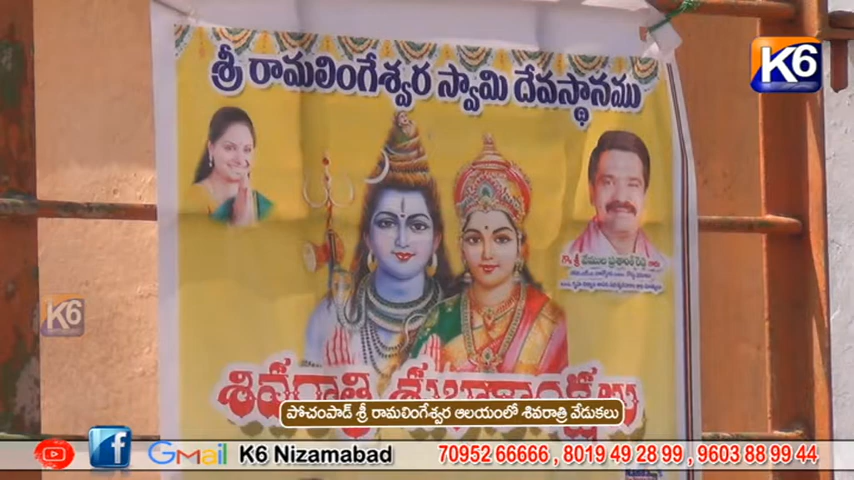 శ్రీ రామలింగేశ్వర స్వామి దేవస్థానము
K6
గౌ శ్రీ వేముల ప్రశాంత్ రెడ్డి గారు
K6
శివరాత్రి శుభాకాంక్షలు
పోచంపాడ్ శ్రీ రామలింగేశ్వర ఆలయంలో శివరాత్రి వేడుకలు
Gmail K6 Nizamabad 70952 66666 , 8019 49 28 99 , 9603 88 99 44